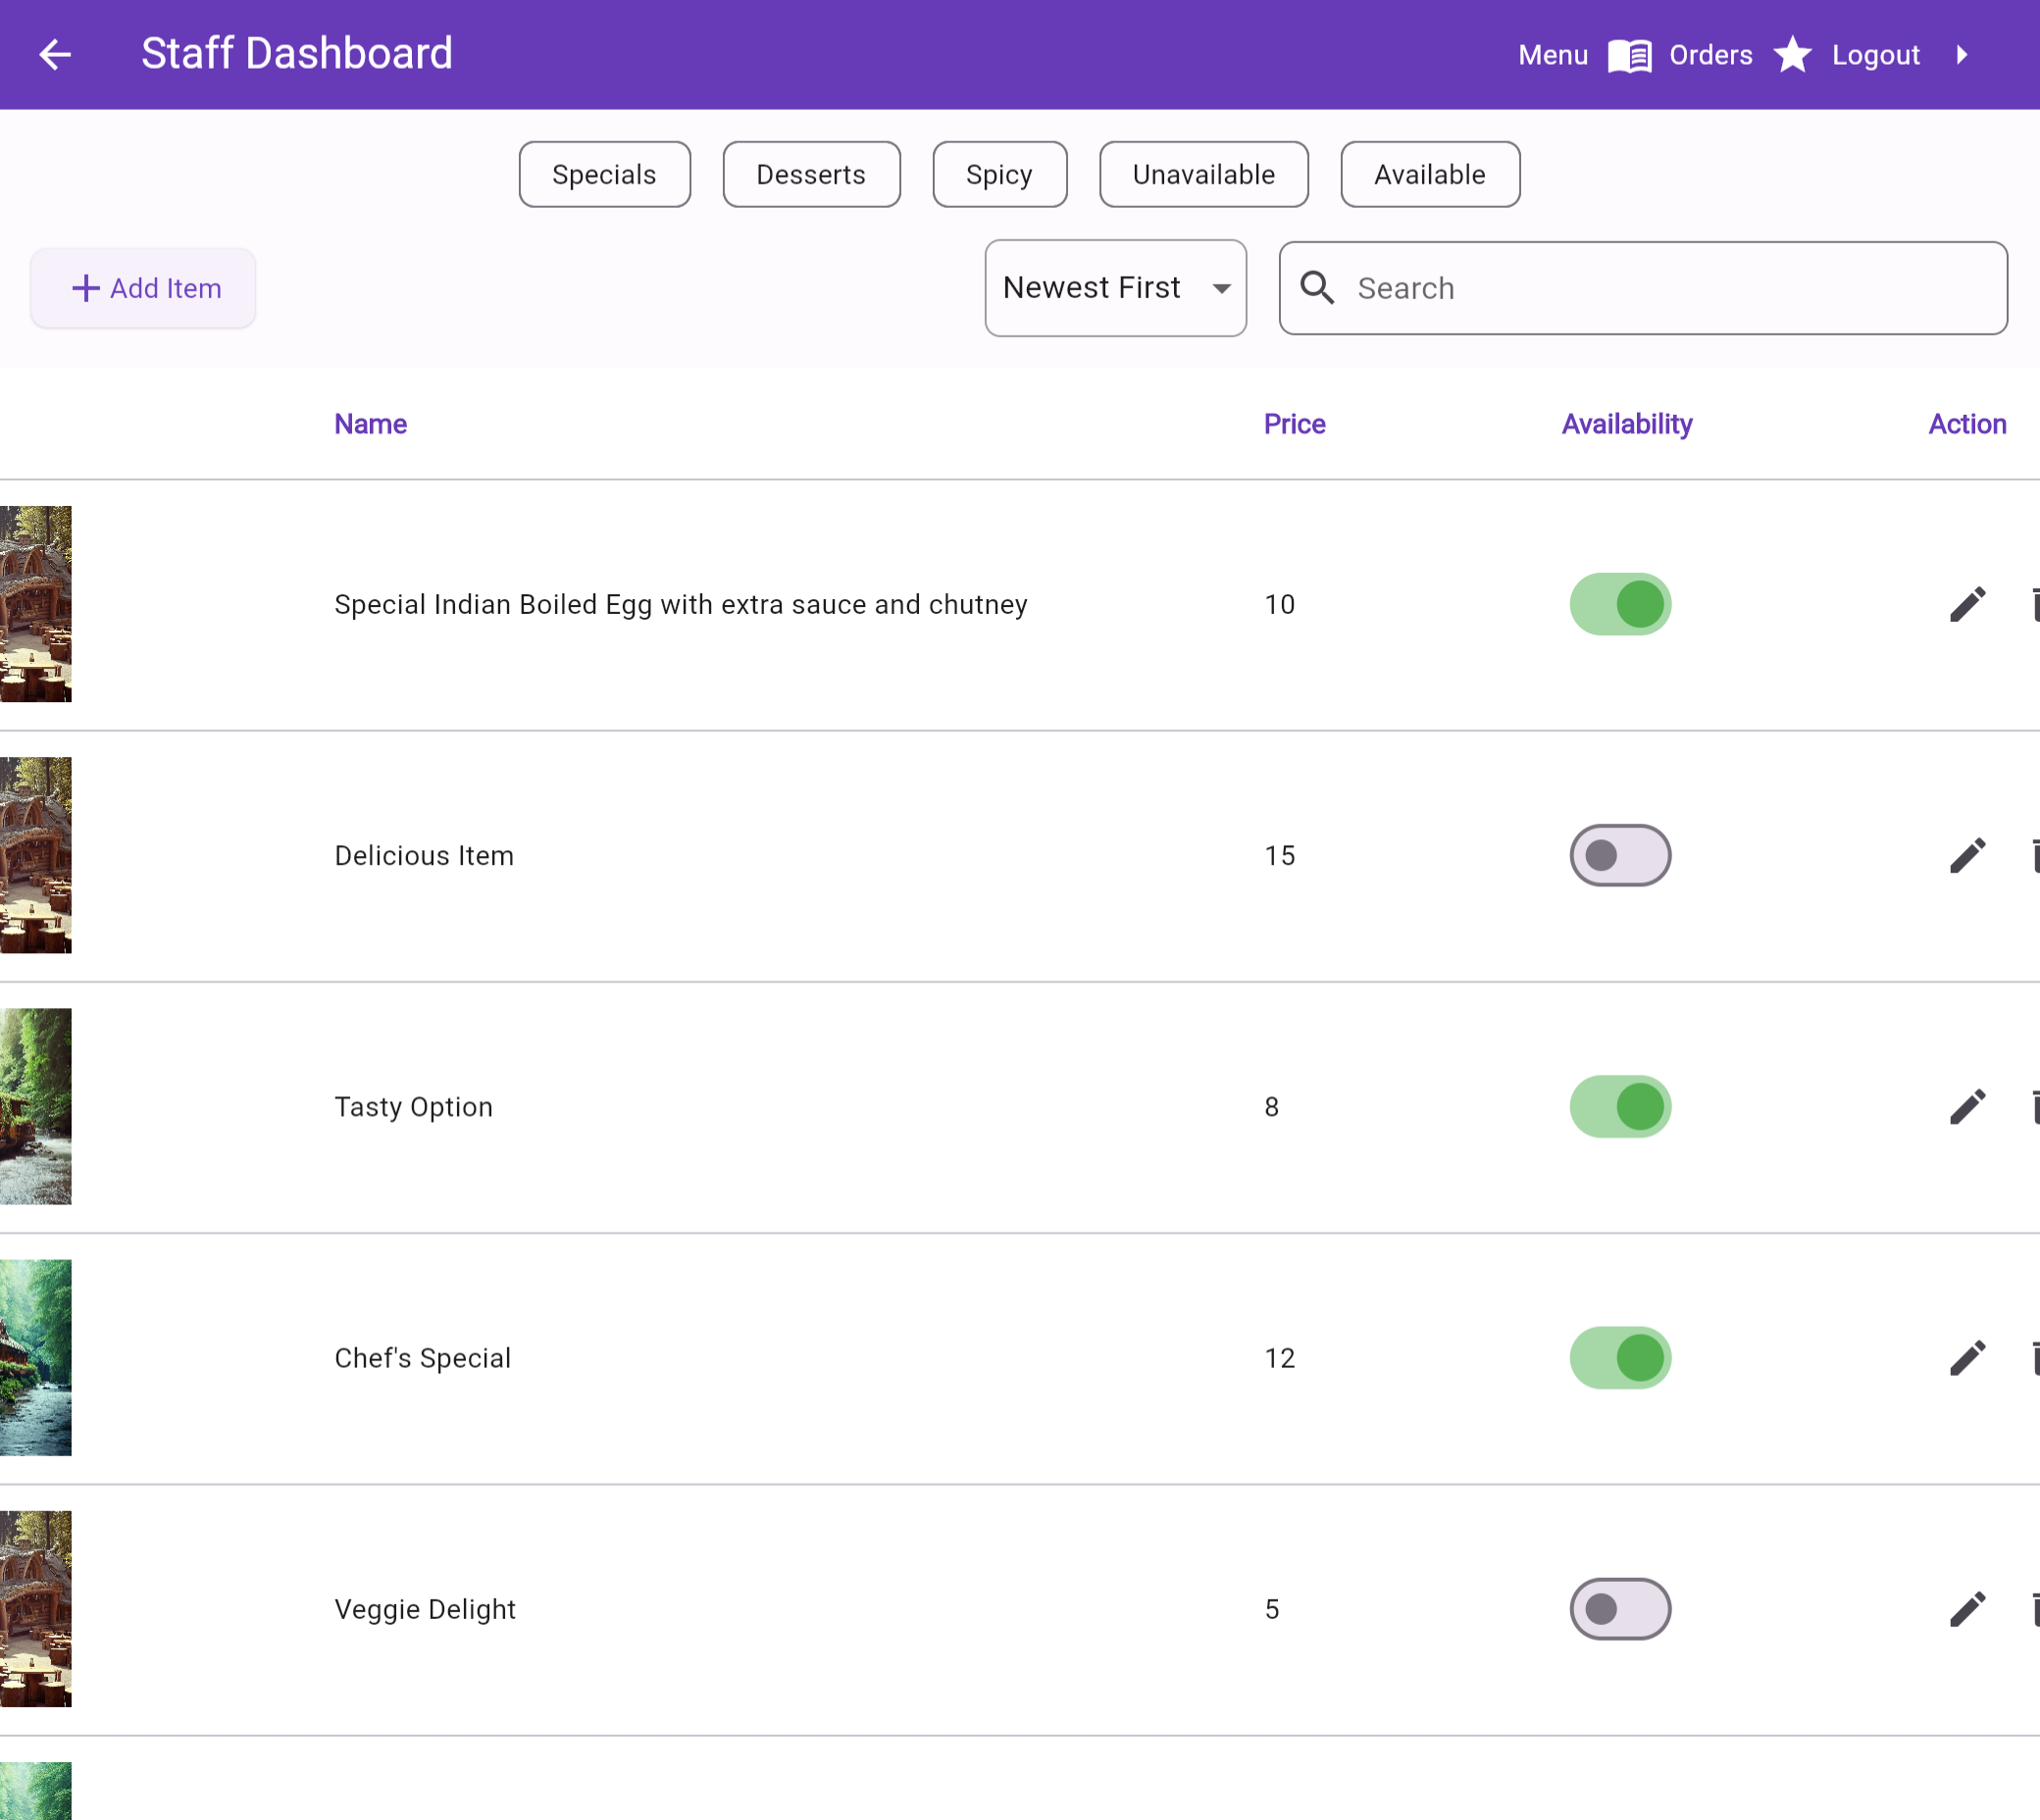 Staff Dashboard Menu Orders Logout
Specials Desserts Spicy Unavailable Available
Add Item Newest First Search
Name Price Availability Action
Special Indian Boiled Egg with extra sauce and chutney 10
Delicious Item 15
Tasty Option 8
Chef's Special 12
Veggie Delight 5